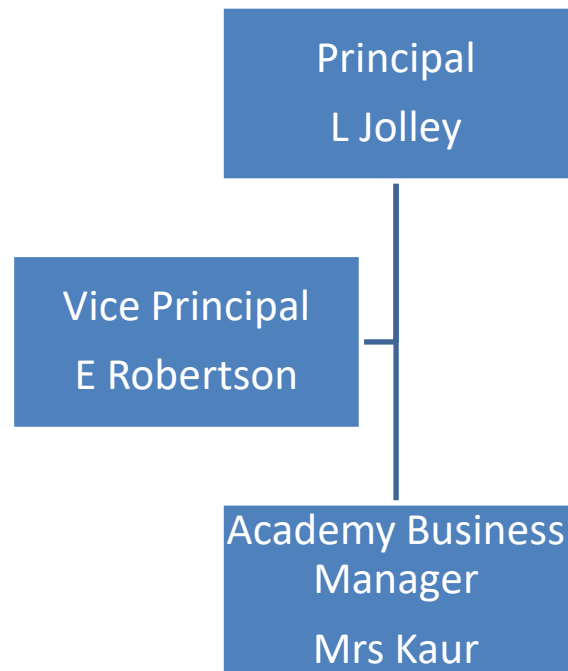 Principal
L Jolley
Vice Principal
E Robertson
Academy Business
Manager
Mrs Kaur